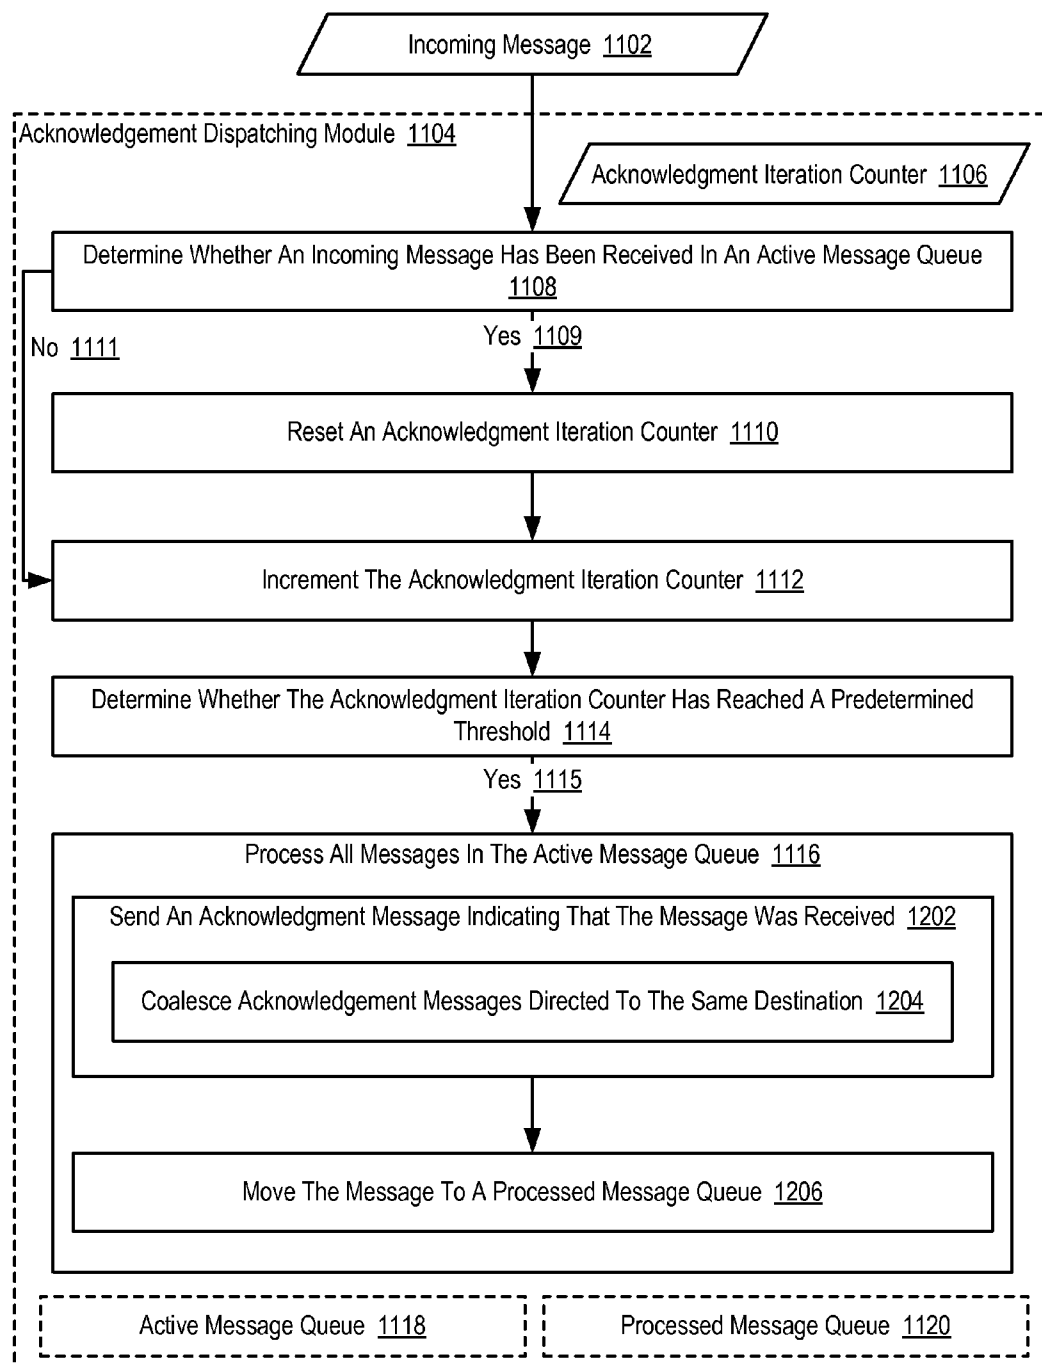 Incoming Message 1102
Acknowledgement Dispatching Module 1104
Acknowledgment Iteration Counter 1106
Determine Whether An Incoming Message Has Been Received In An Active Message Queue
1108
No 1111
Yes 1109
Reset An Acknowledgment Iteration Counter 1110
Increment The Acknowledgment Iteration Counter 1112
Determine Whether The Acknowledgment Iteration Counter Has Reached A Predetermined
Threshold 1114
Yes 1115
Process All Messages In The Active Message Queue 1116
Send An Acknowledgment Message Indicating That The Message Was Received 1202
Coalesce Acknowledgement Messages Directed To The Same Destination 1204
Move The Message To A Processed Message Queue 1206
Active Message Queue 1118
Processed Message Queue 1120